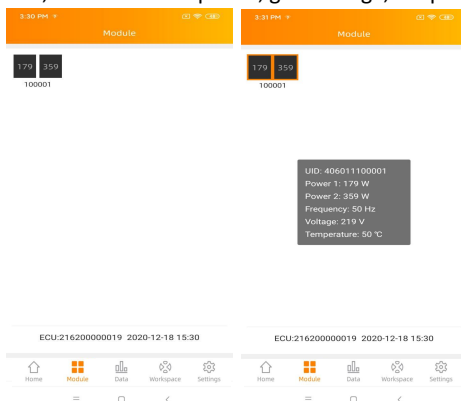 3:30 PM
Module
179 359
100001
ECU:216200000019 2020-12-18 15:30
Home Module Data Workspace Settings
3:31 PM
Module
179 359
100001
UID: 406011100001
Power 1: 179 W
Power 2: 359 W
Frequency: 50 Hz
Voltage: 219 V
Temperature: 50 ℃
ECU:216200000019 2020-12-18 15:30
Home Module Data Workspace Settings